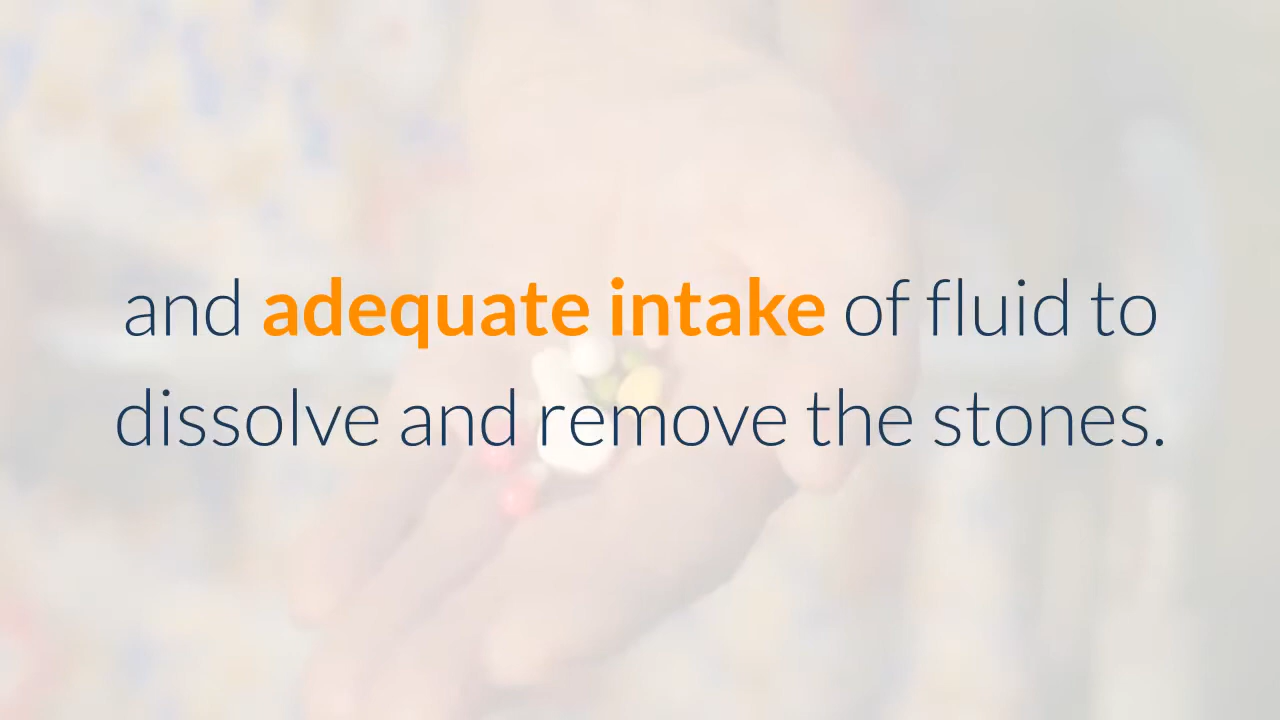 and adequate intake of fluid to
dissolve and remove the stones.